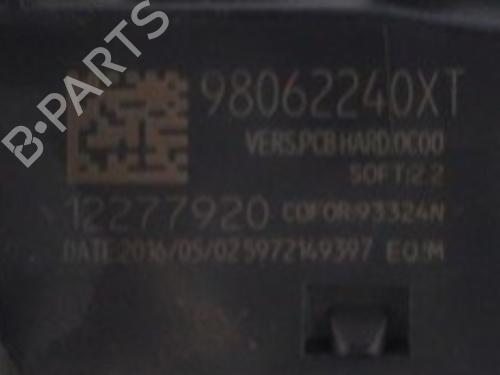 98062240XT
VERS.PCB HARD:0C00
SOFT:2.2
12277920 COFOR:93324N
DATE:2016/05/02 5972149397 EQ:M
B-Parts